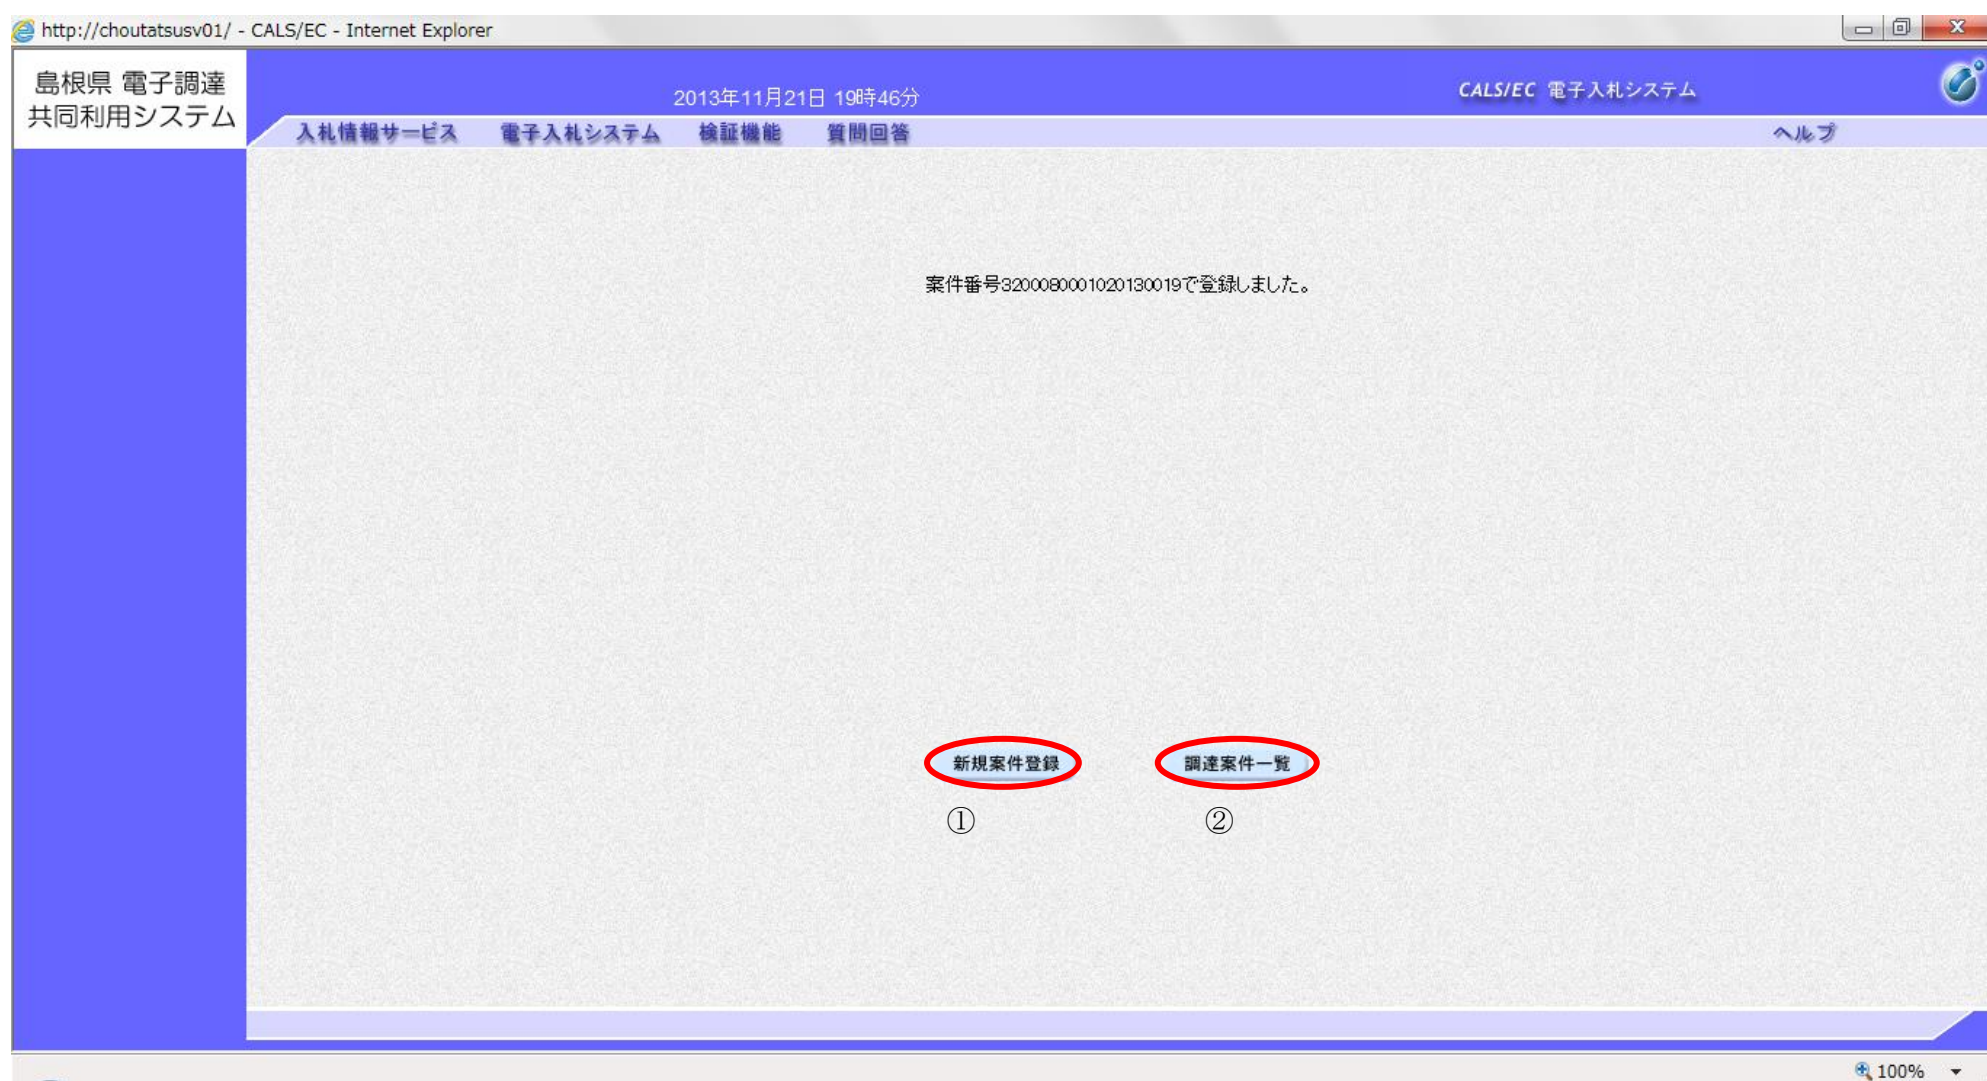 http://choutatsusv01/ - CALS/EC - Internet Explorer
島根県 電子調達
共同利用システム
2013年11月21日 19時46分
CALS/EC 電子入札システム
入札情報サービス 電子入札システム 検証機能 質問回答 ヘルプ
案件番号3200080001020130019で登録しました。
新規案件登録 調達案件一覧
① ②
100%